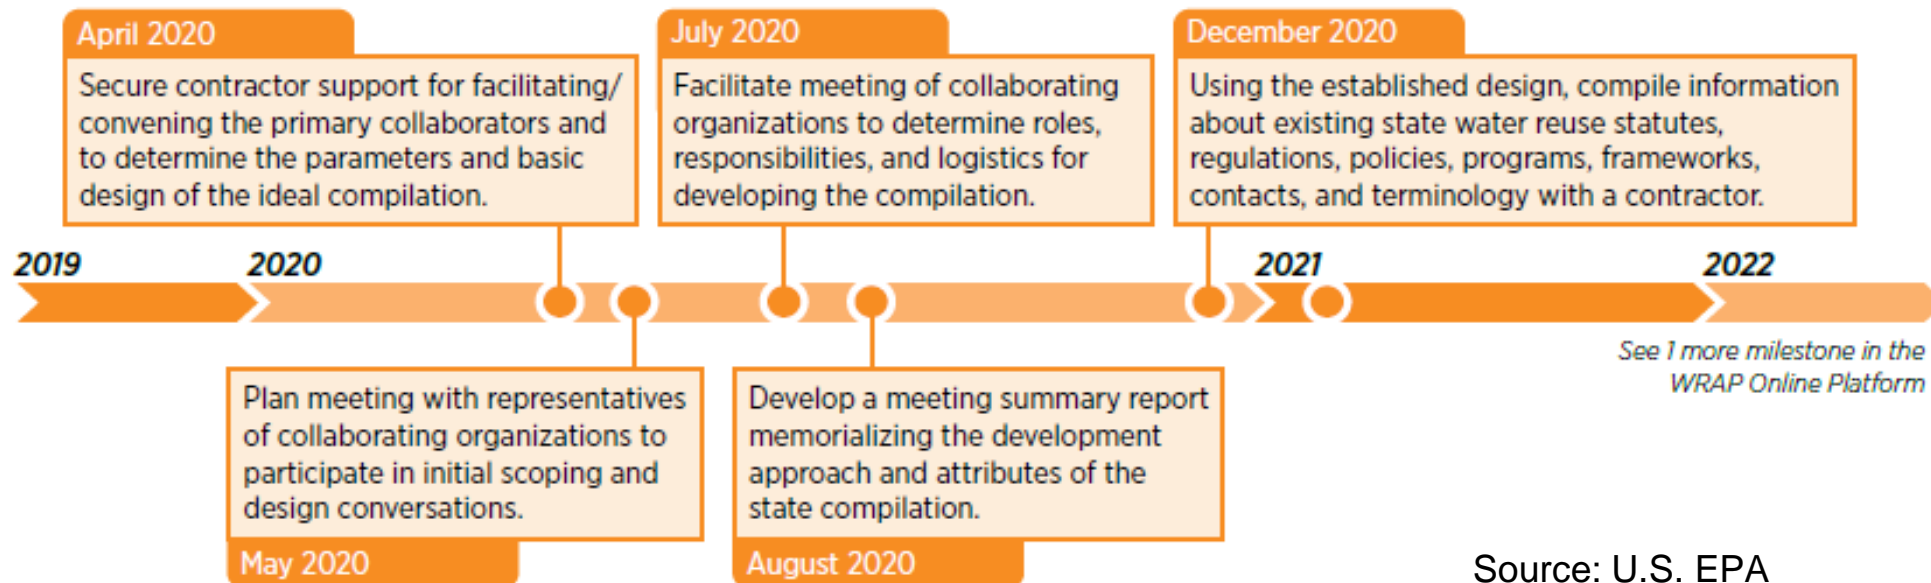 April 2020
Secure contractor support for facilitating/
convening the primary collaborators and
to determine the parameters and basic
design of the ideal compilation.
July 2020
Facilitate meeting of collaborating
organizations to determine roles,
responsibilities, and logistics for
developing the compilation.
December 2020
Using the established design, compile information
about existing state water reuse statutes,
regulations, policies, programs, frameworks,
contacts, and terminology with a contractor.
2019
2020
2021
2022
See 1 more milestone in the
WRAP Online Platform
Plan meeting with representatives
of collaborating organizations to
participate in initial scoping and
design conversations.
May 2020
Develop a meeting summary report
memorializing the development
approach and attributes of the
state compilation.
August 2020
Source: U.S. EPA